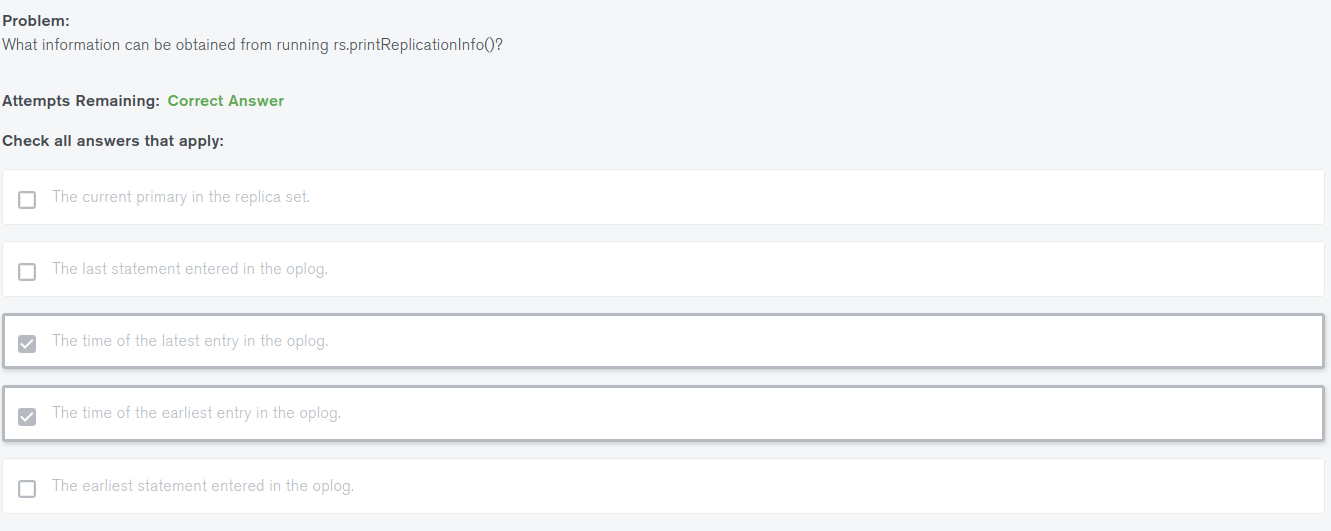 Problem:
What information can be obtained from running rs.printReplicationInfo()?
Attempts Remaining: Correct Answer
Check all answers that apply:
The current primary in the replica set.
The last statement entered in the oplog.
The time of the latest entry in the oplog.
The time of the earliest entry in the oplog.
The earliest statement entered in the oplog.